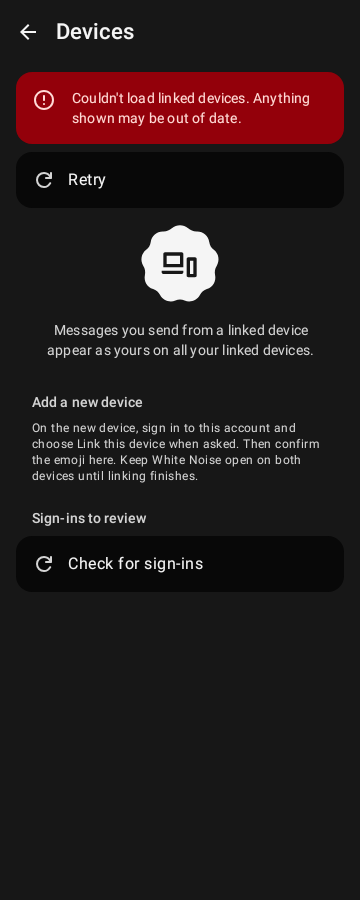 Devices
Couldn't load linked devices. Anything
shown may be out of date.
Retry
Messages you send from a linked device
appear as yours on all your linked devices.
Add a new device
On the new device, sign in to this account and
choose Link this device when asked. Then confirm
the emoji here. Keep White Noise open on both
devices until linking finishes.
Sign-ins to review
Check for sign-ins